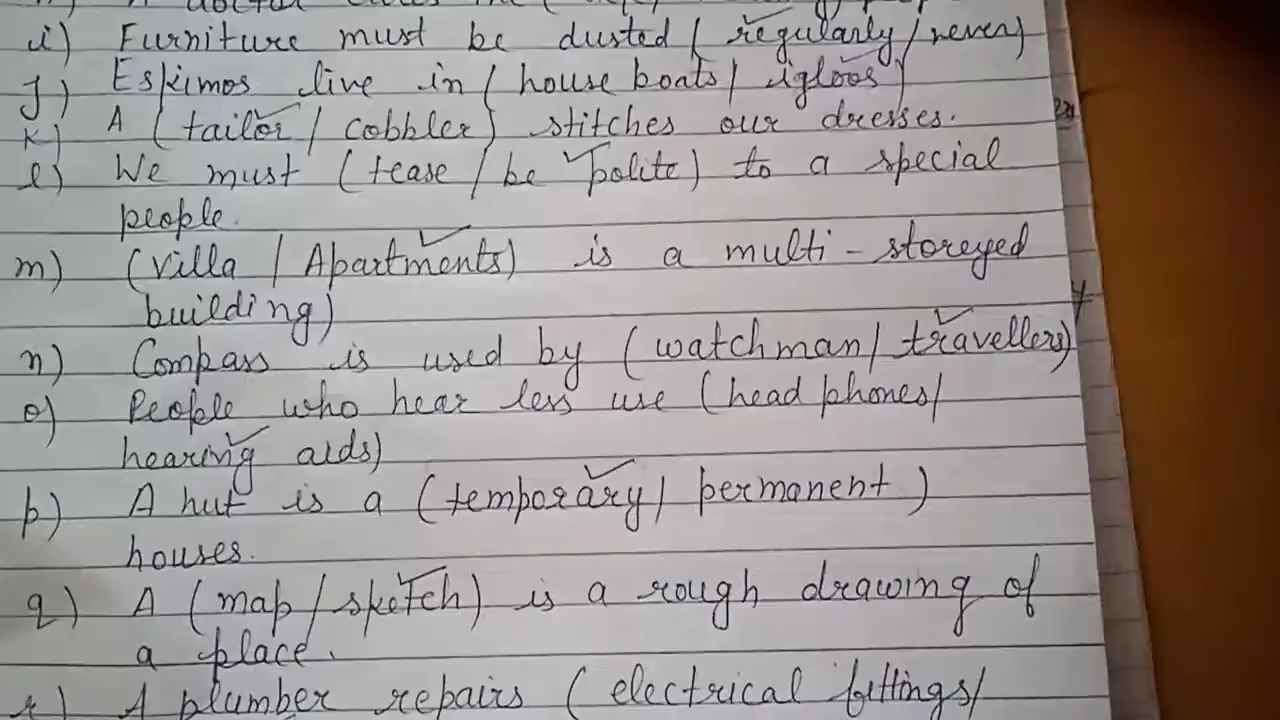 i) Furniture must be dusted (regularly/never)
j) Eskimos live in (house boats/igloos)
k) A (tailor/cobbler) stitches our dresses.
l) We must (tease/be polite) to a special
people.
m) (Villa/Apartments) is a multi-storeyed
building)
n) Compass is used by (watchman/travellers)
o) People who hear less use (head phones/
hearing aids)
p) A hut is a (temporary/permanent)
houses.
q) A (map/sketch) is a rough drawing of
a place.
r) A plumber repairs (electrical fittings/